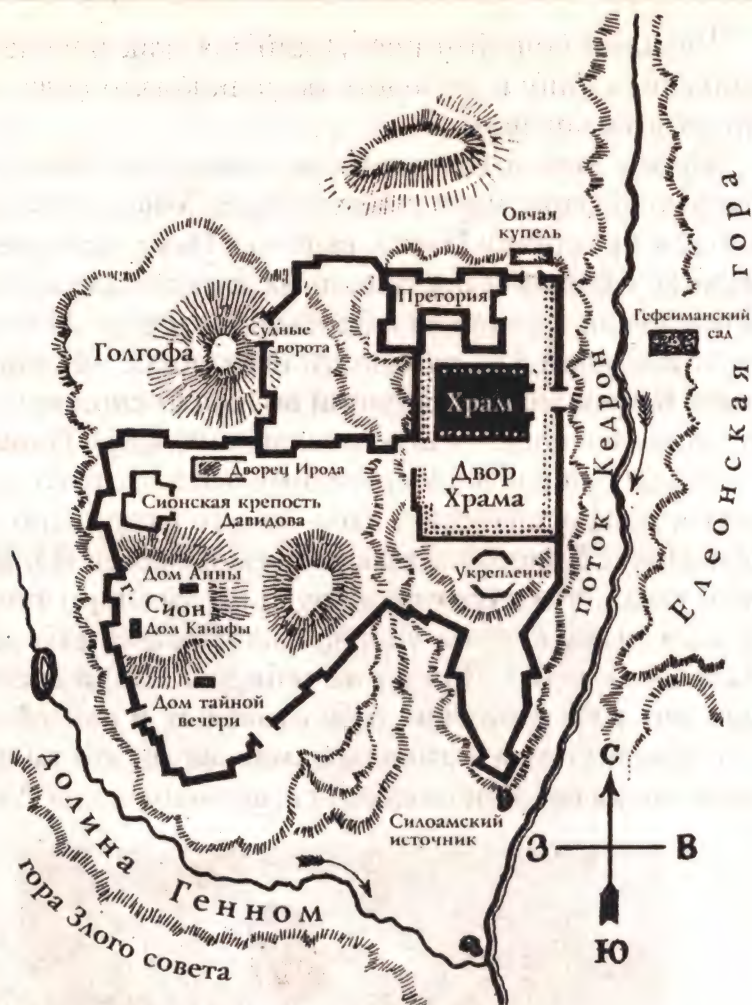 Овчая
купель
Претория
Гефсиманский
сад
Судные
ворота
Голгофа
Храм
Елеонская гора
поток Кедрон
Дворец Ирода
Двор
Храма
Сионская крепость
Давидова
Дом Анны
Укрепление
Сион
Дом Каиафы
Дом тайной
вечери
Силоамский
источник
С
З
В
Ю
Долина Генном
гора Злого совета